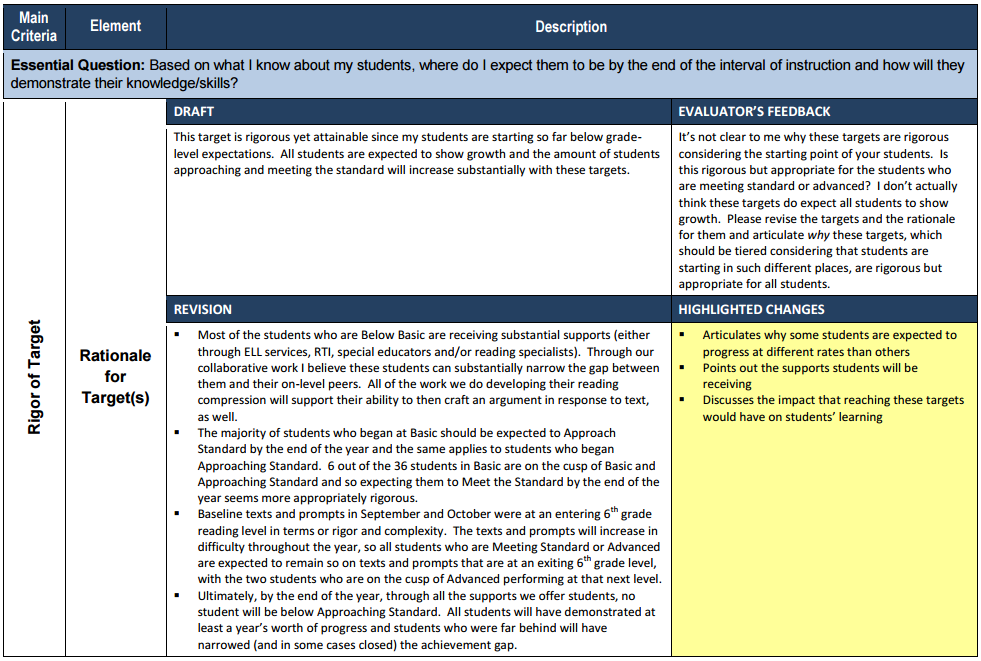 Main
Criteria
Element
Description
Essential Question: Based on what I know about my students, where do I expect them to be by the end of the interval of instruction and how will they
demonstrate their knowledge/skills?
Rigor of Target
Rationale
for
Target(s)
DRAFT
This target is rigorous yet attainable since my students are starting so far below grade-
level expectations. All students are expected to show growth and the amount of students
approaching and meeting the standard will increase substantially with these targets.
EVALUATOR'S FEEDBACK
It's not clear to me why these targets are rigorous
considering the starting point of your students. Is
this rigorous but appropriate for the students who
are meeting standard or advanced? I don't actually
think these targets do expect all students to show
growth. Please revise the targets and the rationale
for them and articulate why these targets, which
should be tiered considering that students are
starting in such different places, are rigorous but
appropriate for all students.
REVISION
▪ Most of the students who are Below Basic are receiving substantial supports (either
through ELL services, RTI, special educators and/or reading specialists). Through our
collaborative work I believe these students can substantially narrow the gap between
them and their on-level peers. All of the work we do developing their reading
compression will support their ability to then craft an argument in response to text,
as well.
▪ The majority of students who began at Basic should be expected to Approach
Standard by the end of the year and the same applies to students who began
Approaching Standard. 6 out of the 36 students in Basic are on the cusp of Basic and
Approaching Standard and so expecting them to Meet the Standard by the end of the
year seems more appropriately rigorous.
▪ Baseline texts and prompts in September and October were at an entering 6th grade
reading level in terms or rigor and complexity. The texts and prompts will increase in
difficulty throughout the year, so all students who are Meeting Standard or Advanced
are expected to remain so on texts and prompts that are at an exiting 6th grade level,
with the two students who are on the cusp of Advanced performing at that next level.
▪ Ultimately, by the end of the year, through all the supports we offer students, no
student will be below Approaching Standard. All students will have demonstrated at
least a year's worth of progress and students who were far behind will have
narrowed (and in some cases closed) the achievement gap.
HIGHLIGHTED CHANGES
▪ Articulates why some students are expected to
progress at different rates than others
▪ Points out the supports students will be
receiving
▪ Discusses the impact that reaching these targets
would have on students' learning